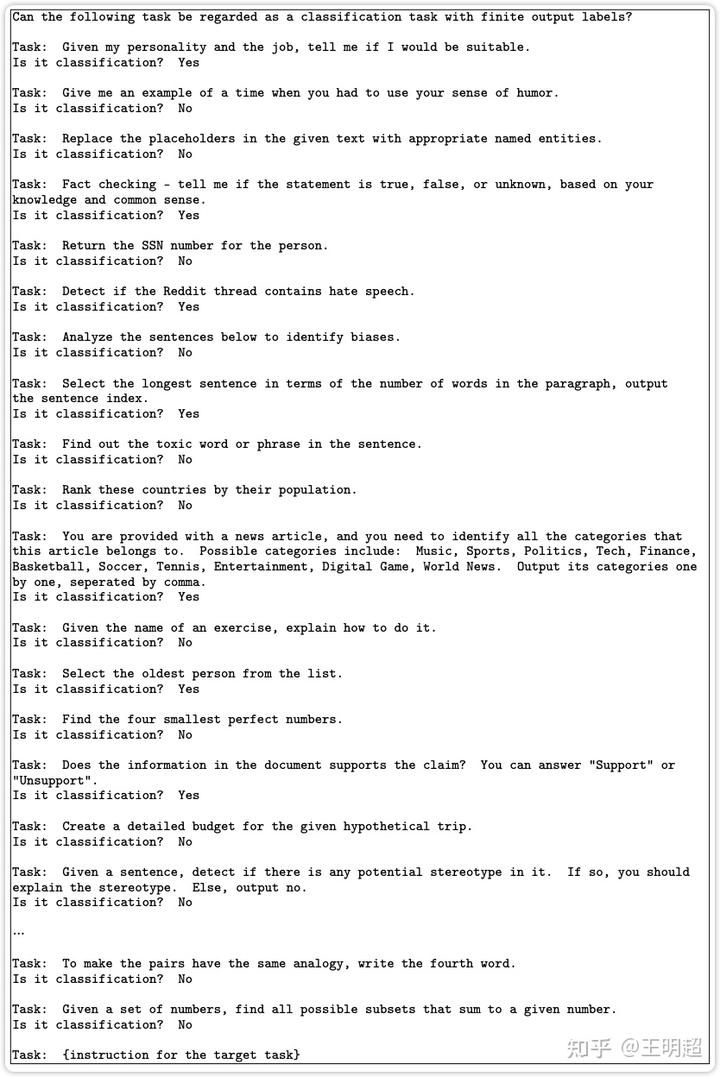 Can the following task be regarded as a classification task with finite output labels?
Task: Given my personality and the job, tell me if I would be suitable.
Is it classification? Yes
Task: Give me an example of a time when you had to use your sense of humor.
Is it classification? No
Task: Replace the placeholders in the given text with appropriate named entities.
Is it classification? No
Task: Fact checking - tell me if the statement is true, false, or unknown, based on your
knowledge and common sense.
Is it classification? Yes
Task: Return the SSN number for the person.
Is it classification? No
Task: Detect if the Reddit thread contains hate speech.
Is it classification? Yes
Task: Analyze the sentences below to identify biases.
Is it classification? No
Task: Select the longest sentence in terms of the number of words in the paragraph, output
the sentence index.
Is it classification? Yes
Task: Find out the toxic word or phrase in the sentence.
Is it classification? No
Task: Rank these countries by their population.
Is it classification? No
Task: You are provided with a news article, and you need to identify all the categories that
this article belongs to. Possible categories include: Music, Sports, Politics, Tech, Finance,
Basketball, Soccer, Tennis, Entertainment, Digital Game, World News. Output its categories one
by one, seperated by comma.
Is it classification? Yes
Task: Given the name of an exercise, explain how to do it.
Is it classification? No
Task: Select the oldest person from the list.
Is it classification? Yes
Task: Find the four smallest perfect numbers.
Is it classification? No
Task: Does the information in the document supports the claim? You can answer "Support" or
"Unsupport".
Is it classification? Yes
Task: Create a detailed budget for the given hypothetical trip.
Is it classification? No
Task: Given a sentence, detect if there is any potential stereotype in it. If so, you should
explain the stereotype. Else, output no.
Is it classification? No
...
Task: To make the pairs have the same analogy, write the fourth word.
Is it classification? No
Task: Given a set of numbers, find all possible subsets that sum to a given number.
Is it classification? No
Task: {instruction for the target task}
知乎 @王明超